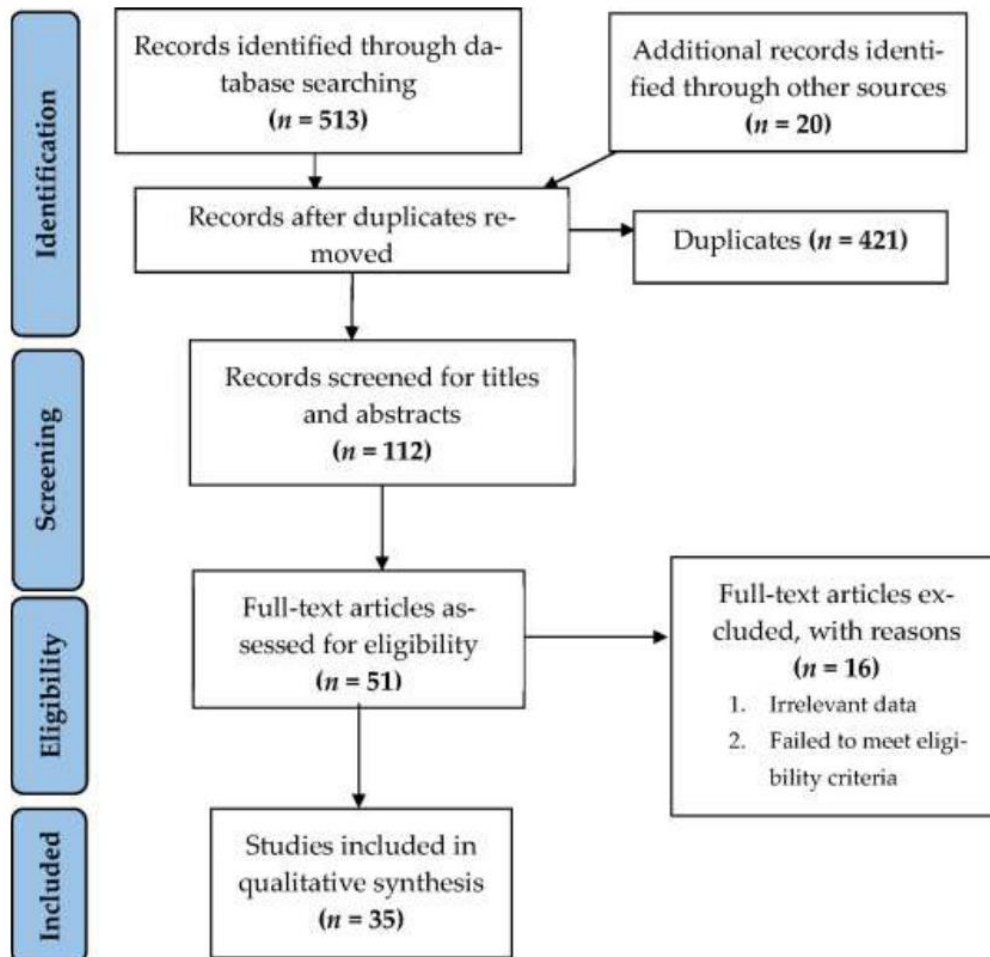 Identification
Records identified through da-
tabase searching
(n = 513)
Additional records identi-
fied through other sources
(n = 20)
Records after duplicates re-
moved
Duplicates (n = 421)
Screening
Records screened for titles
and abstracts
(n = 112)
Eligibility
Full-text articles as-
sessed for eligibility
(n = 51)
Full-text articles ex-
cluded, with reasons
(n = 16)
1. Irrelevant data
2. Failed to meet eligi-
bility criteria
Included
Studies included in
qualitative synthesis
(n = 35)